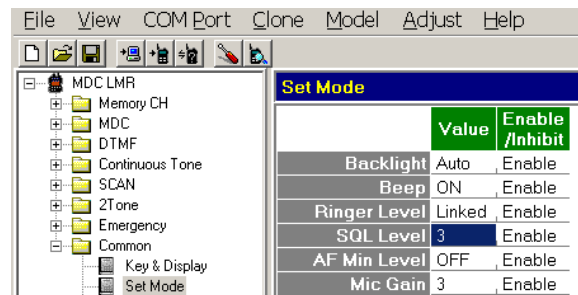 File View COM Port Clone Model Adjust Help
MDC LMR
Memory CH
MDC
DTMF
Continuous Tone
SCAN
2Tone
Emergency
Common
Key & Display
Set Mode
Set Mode
Value Enable /Inhibit
Backlight Auto Enable
Beep ON Enable
Ringer Level Linked Enable
SQL Level 3 Enable
AF Min Level OFF Enable
Mic Gain 3 Enable